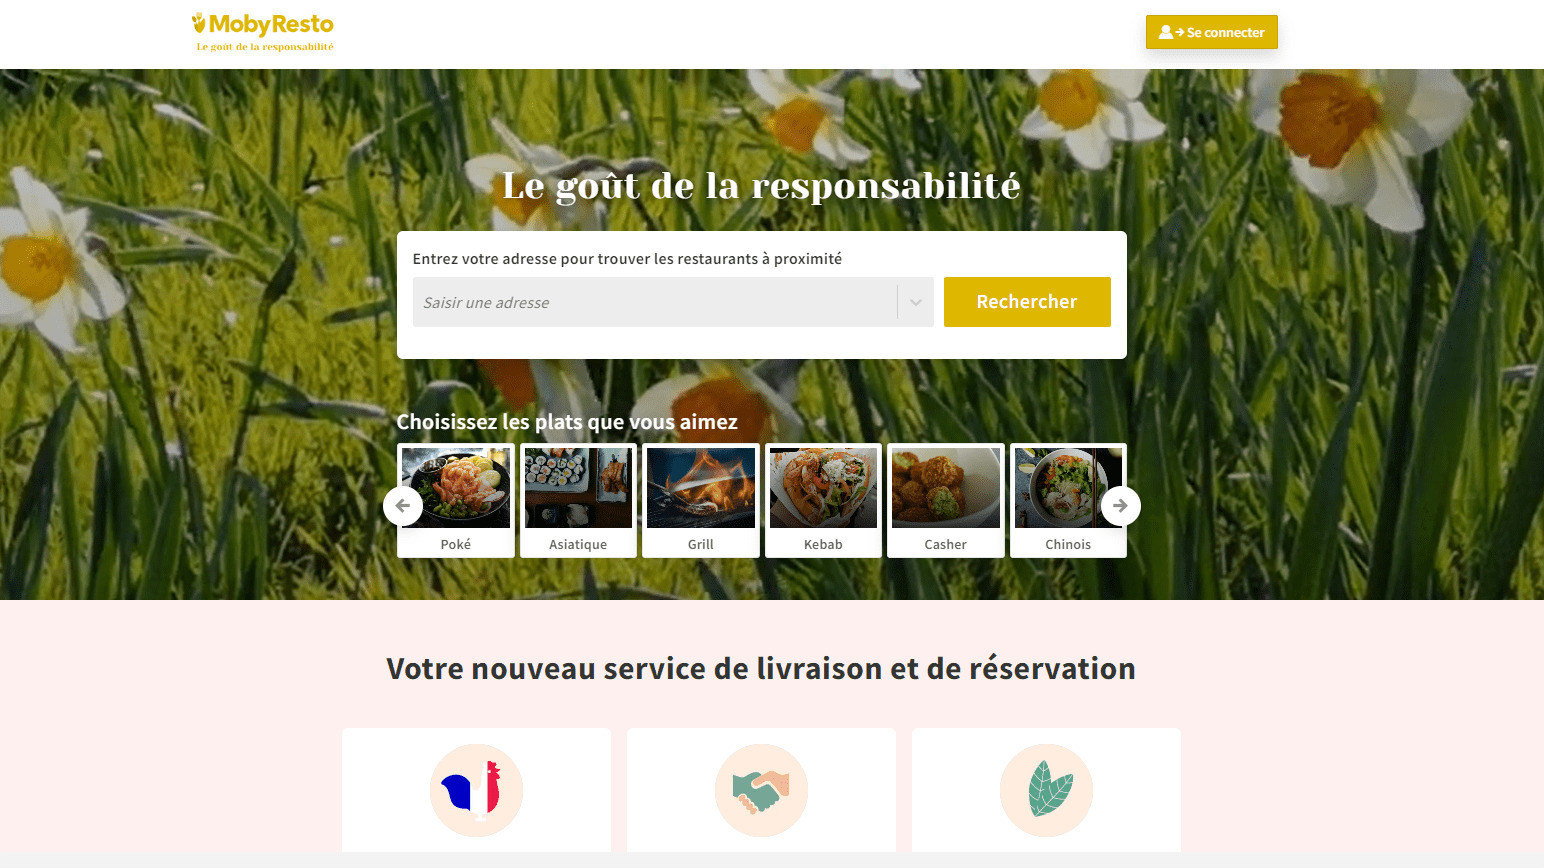 MobyResto
Le goût de la responsabilité
Se connecter
Le goût de la responsabilité
Entrez votre adresse pour trouver les restaurants à proximité
Saisir une adresse
Rechercher
Choisissez les plats que vous aimez
Poké
Asiatique
Grill
Kebab
Casher
Chinois
Votre nouveau service de livraison et de réservation